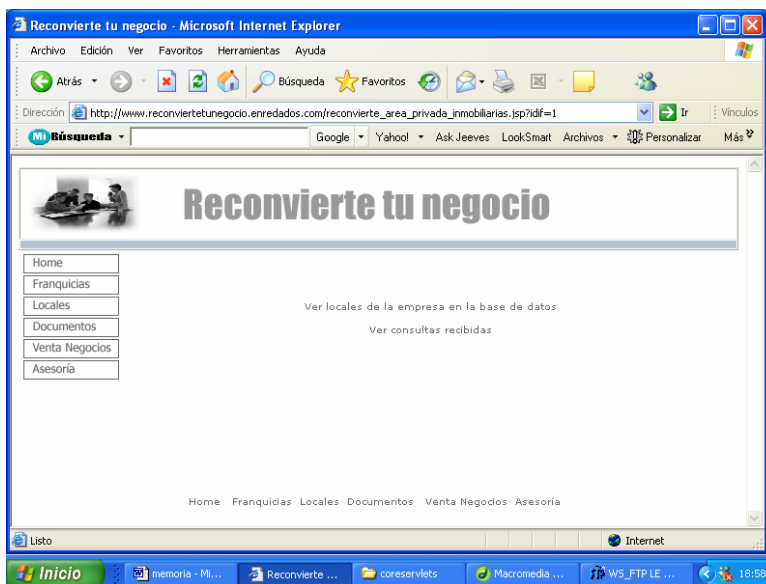 Reconvierte tu negocio - Microsoft Internet Explorer
Archivo Edición Ver Favoritos Herramientas Ayuda
Atrás Búsqueda Favoritos
Dirección http://www.reconviertetunegocio.enredados.com/reconvierte_area_privada_inmobiliarias.jsp?idif=1 Ir Vínculos
Mi Búsqueda Google Yahoo! Ask Jeeves LookSmart Archivos Personalizar Más
Reconvierte tu negocio
Home
Franquicias
Locales
Documentos
Venta Negocios
Asesoría
Ver locales de la empresa en la base de datos
Ver consultas recibidas
Home Franquicias Locales Documentos Venta Negocios Asesoría
Listo Internet
Inicio memoria - Mi... Reconvierte ... coreservlets Macromedia ... WS_FTP LE ... 18:58